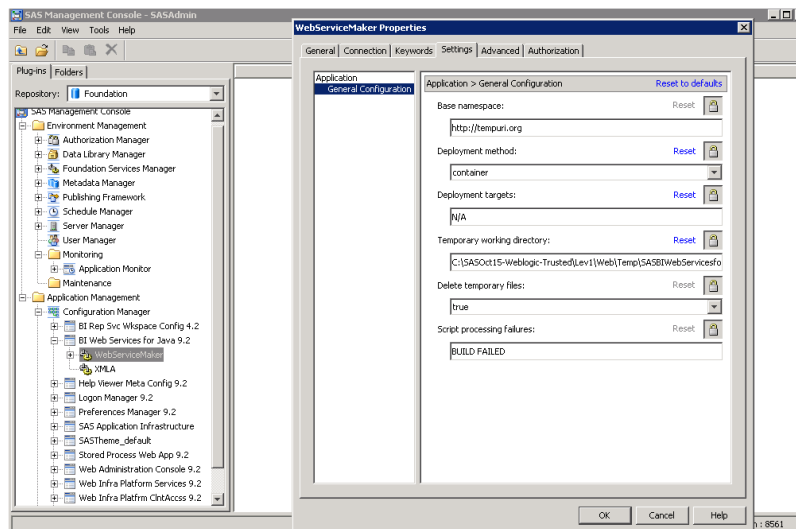 SAS Management Console - SASAdmin
File Edit View Tools Help
Plug-ins Folders
Repository: Foundation
SAS Management Console
Environment Management
Authorization Manager
Data Library Manager
Foundation Services Manager
Metadata Manager
Publishing Framework
Schedule Manager
Server Manager
User Manager
Monitoring
Application Monitor
Maintenance
Application Management
Configuration Manager
BI Rep Svc Wkspace Config 4.2
BI Web Services for Java 9.2
WebServiceMaker
XMLA
Help Viewer Meta Config 9.2
Logon Manager 9.2
Preferences Manager 9.2
SAS Application Infrastructure
SASTheme_default
Stored Process Web App 9.2
Web Administration Console 9.2
Web Infra Platform Services 9.2
Web Infra Platfrm ClntAccss 9.2
WebServiceMaker Properties
General Connection Keywords Settings Advanced Authorization
Application
General Configuration
Application > General Configuration Reset to defaults
Base namespace: Reset
http://tempuri.org
Deployment method: Reset
container
Deployment targets: Reset
N/A
Temporary working directory: Reset
C:\SASOct15-Weblogic-Trusted\Lev1\Web\Temp\SASBIWebServicesfo
Delete temporary files: Reset
true
Script processing failures: Reset
BUILD FAILED
OK Cancel Help
n : 8561